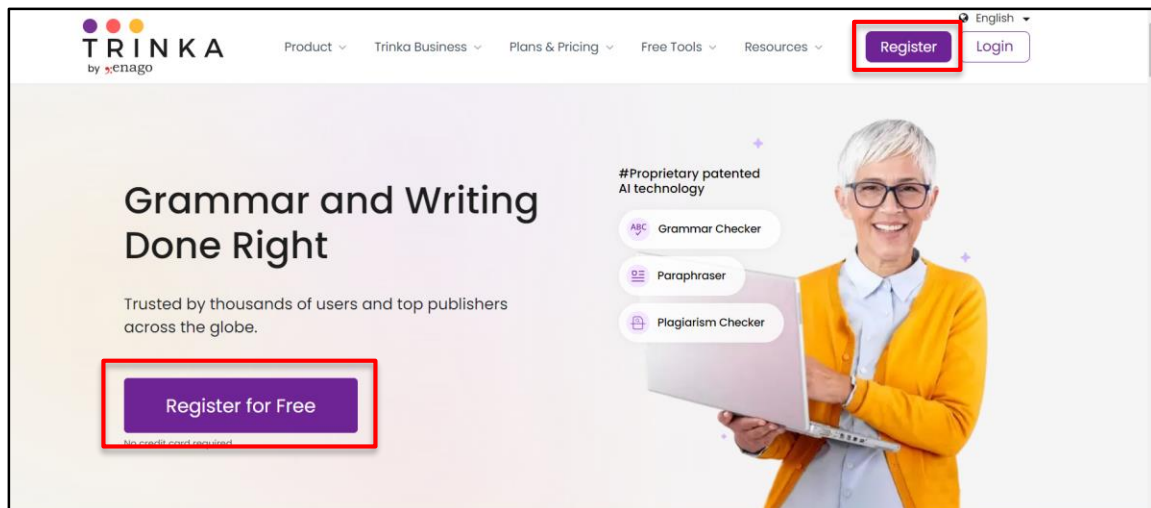 English
TRINKA
by enago
Product
Trinka Business
Plans & Pricing
Free Tools
Resources
Register
Login
Grammar and Writing
Done Right
Trusted by thousands of users and top publishers
across the globe.
Register for Free
No credit card required
#Proprietary patented
AI technology
ABC
Grammar Checker
Paraphraser
Plagiarism Checker